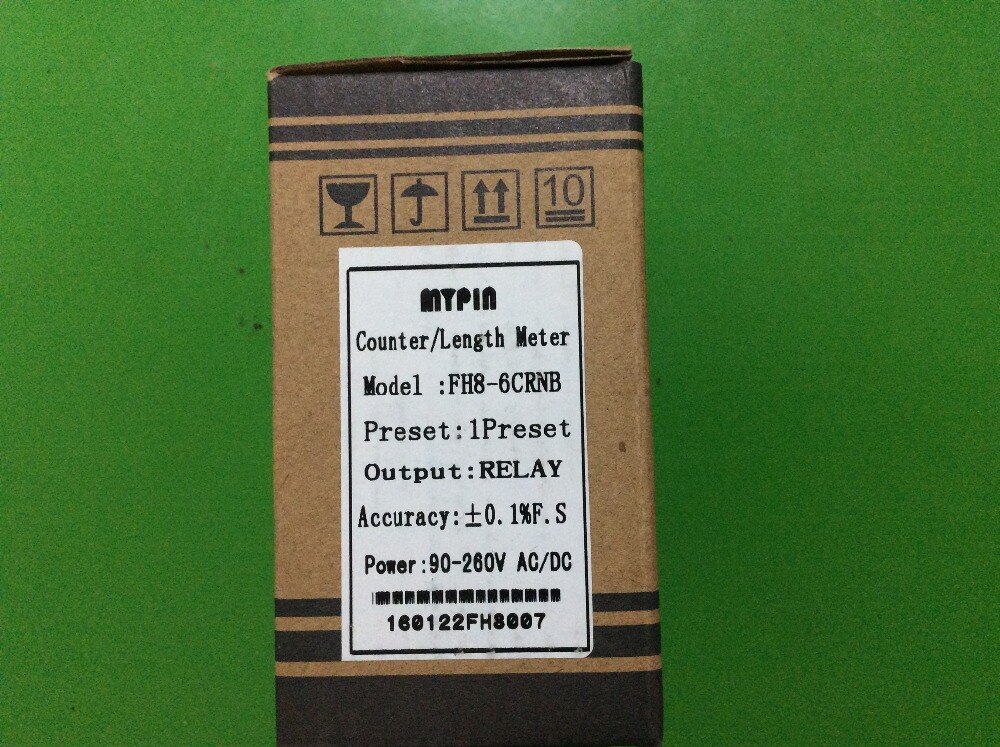 10
MYPIN
Counter/Length Meter
Model :FH8-6CRNB
Preset:1Preset
Output:RELAY
Accuracy:±0.1%F.S
Power:90-260V AC/DC
160122FH8007